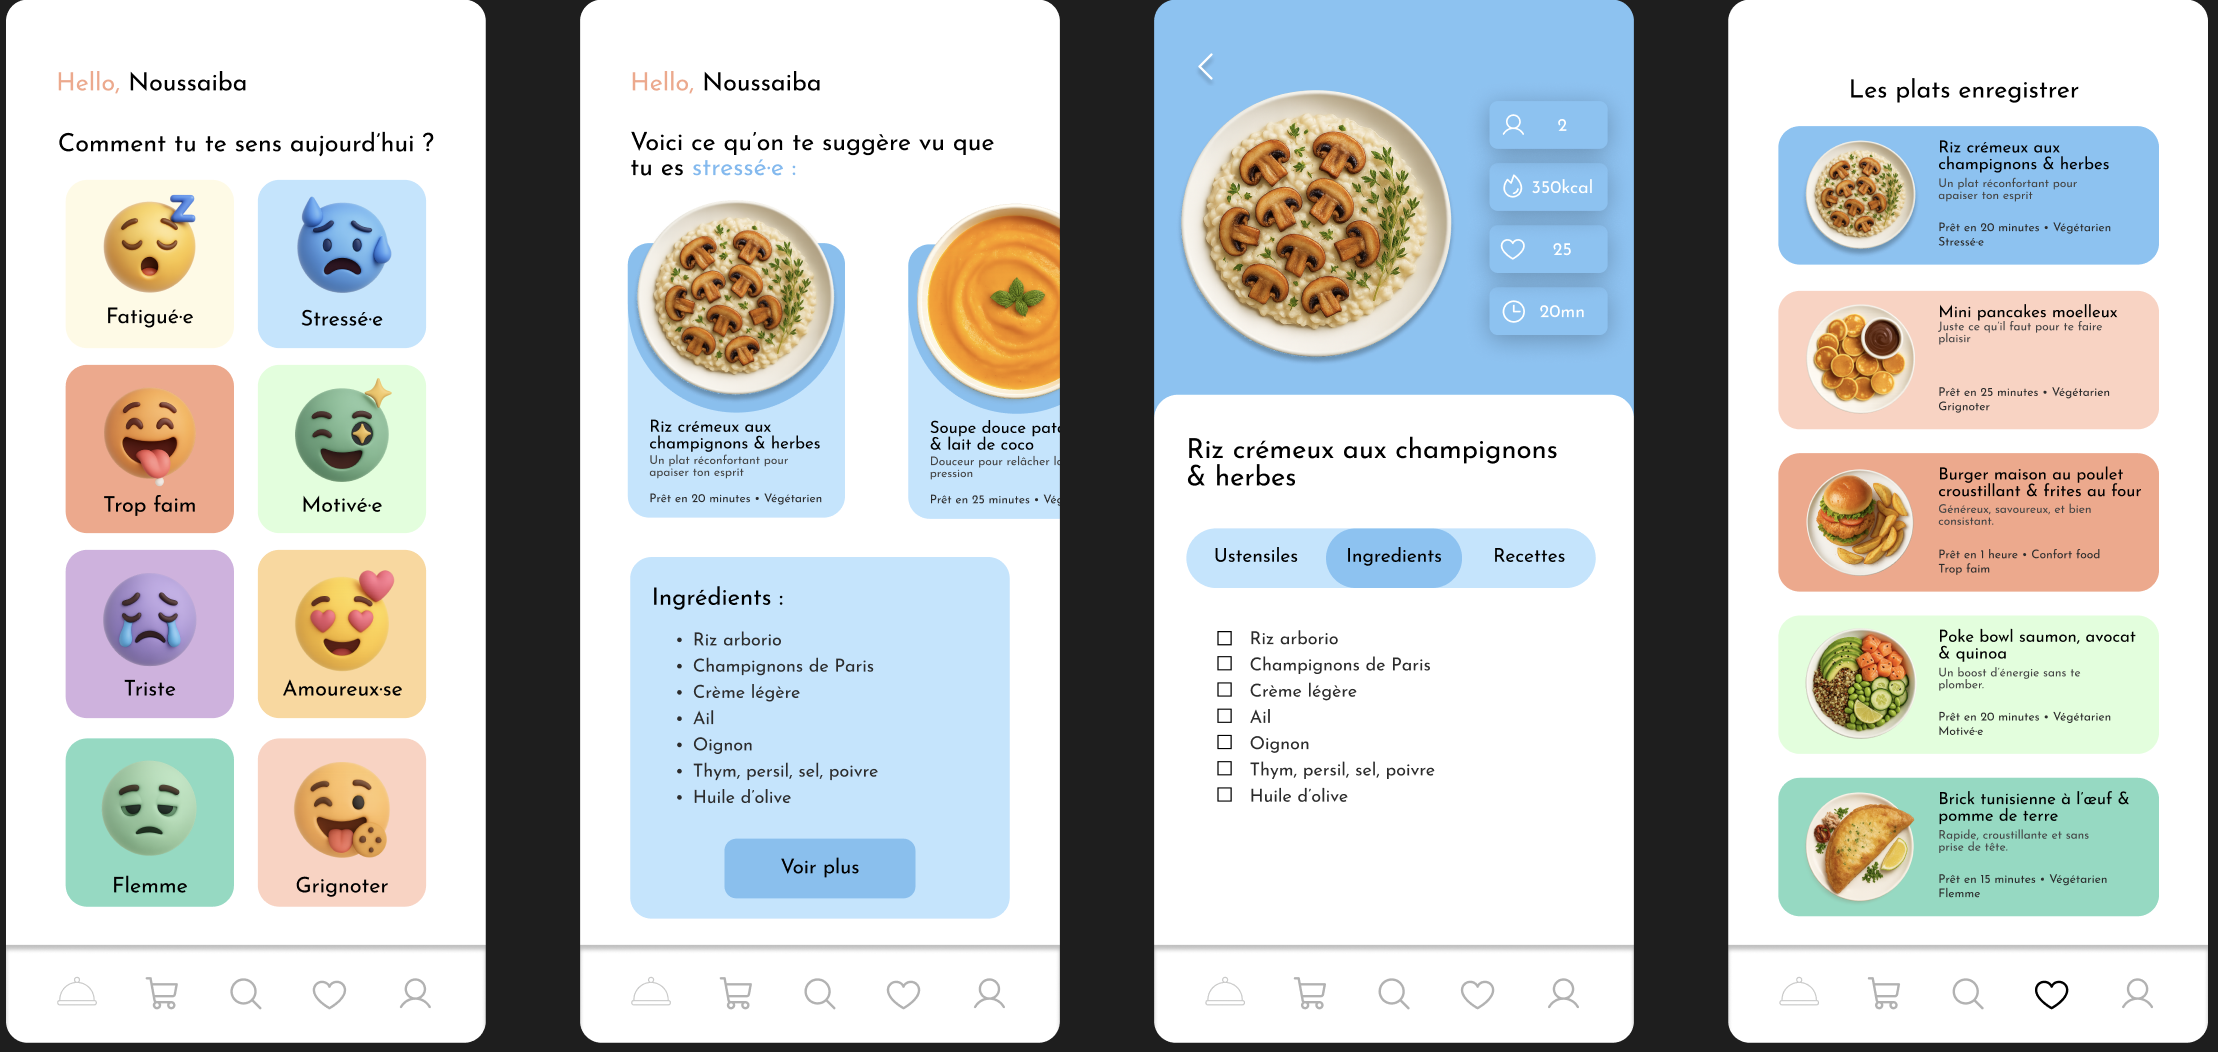 Hello, Noussaiba
Comment tu te sens aujourd'hui ?
Fatigué·e
Stressé·e
Trop faim
Motivé·e
Triste
Amoureux·se
Flemme
Grignoter
Hello, Noussaiba
Voici ce qu'on te suggère vu que
tu es stressé·e :
Riz crémeux aux
champignons & herbes
Un plat réconfortant pour
apaiser ton esprit
Prêt en 20 minutes • Végétarien
Soupe douce pat
& lait de coco
Douceur pour relâcher l
pression
Prêt en 25 minutes • Vég
Ingrédients :
• Riz arborio
• Champignons de Paris
• Crème légère
• Ail
• Oignon
• Thym, persil, sel, poivre
• Huile d'olive
Voir plus
2
350kcal
25
20mn
Riz crémeux aux champignons
& herbes
Ustensiles
Ingredients
Recettes
Riz arborio
Champignons de Paris
Crème légère
Ail
Oignon
Thym, persil, sel, poivre
Huile d'olive
Les plats enregistrer
Riz crémeux aux
champignons & herbes
Un plat réconfortant pour
apaiser ton esprit
Prêt en 20 minutes • Végétarien
Stressé·e
Mini pancakes moelleux
Juste ce qu'il faut pour te faire
plaisir
Prêt en 25 minutes • Végétarien
Grignoter
Burger maison au poulet
croustillant & frites au four
Généreux, savoureux, et bien
consistant.
Prêt en 1 heure • Confort food
Trop faim
Poke bowl saumon, avocat
& quinoa
Un boost d'énergie sans te
plomber.
Prêt en 20 minutes • Végétarien
Motivé·e
Brick tunisienne à l'œuf &
pomme de terre
Rapide, croustillante et sans
prise de tête.
Prêt en 15 minutes • Végétarien
Flemme